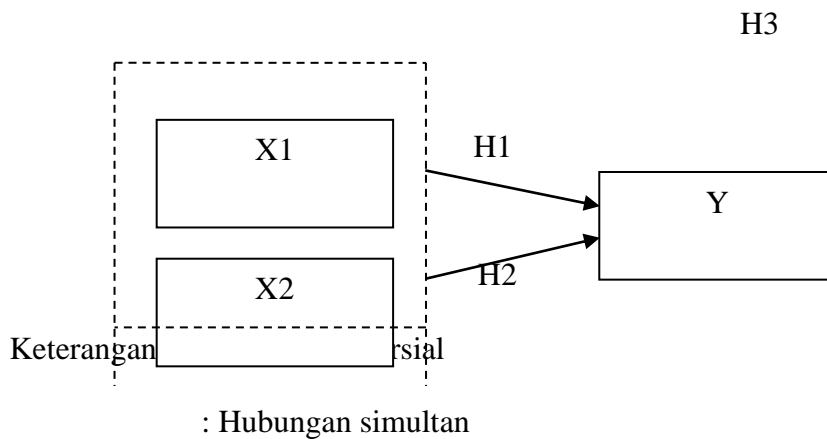 H3
X1
H1
Y
H2
X2
Keterangan rsial
: Hubungan simultan